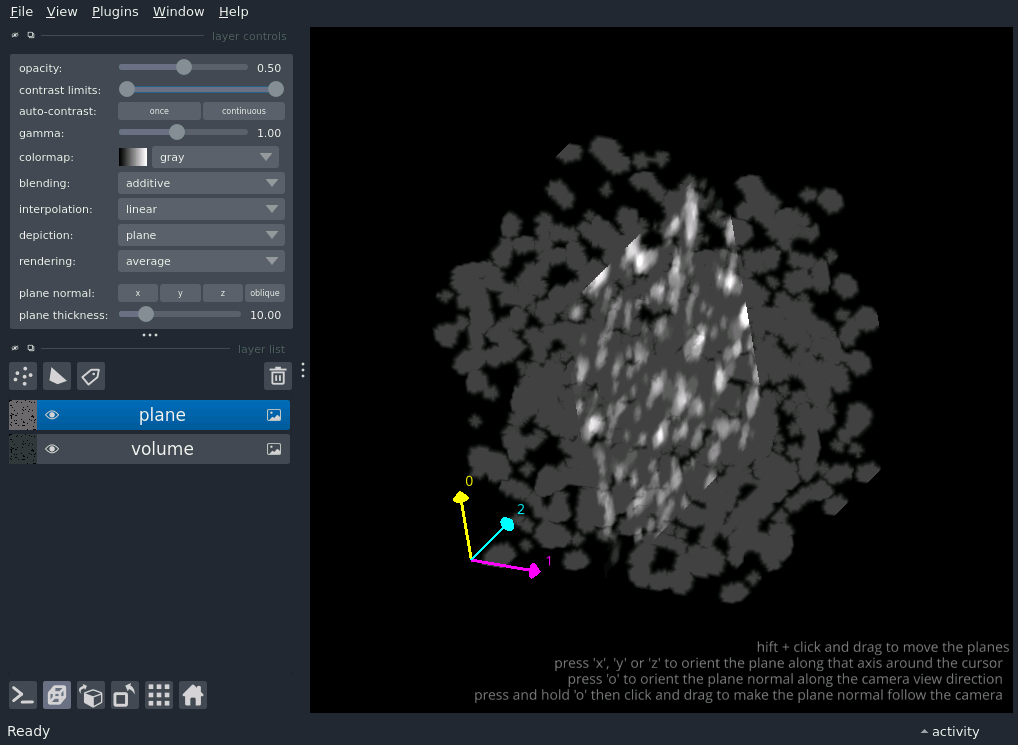 File View Plugins Window Help
layer controls
opacity: 0.50
contrast limits:
auto-contrast: once continuous
gamma: 1.00
colormap: gray
blending: additive
interpolation: linear
depiction: plane
rendering: average
plane normal: x y z oblique
plane thickness: 10.00
layer list
plane
volume
0
2
1
hift + click and drag to move the planes
press 'x', 'y' or 'z' to orient the plane along that axis around the cursor
press 'o' to orient the plane normal along the camera view direction
press and hold 'o' then click and drag to make the plane normal follow the camera
Ready activity